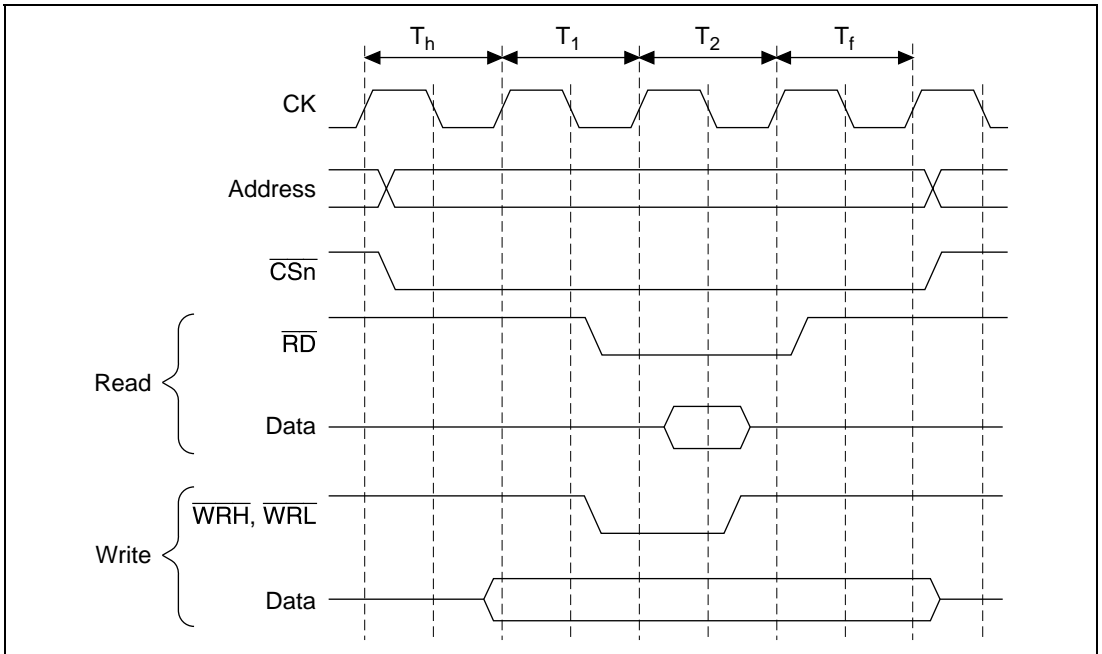 Th T1 T2 Tf
CK
Address
CSn
RD
Read
Data
WRH, WRL
Write
Data